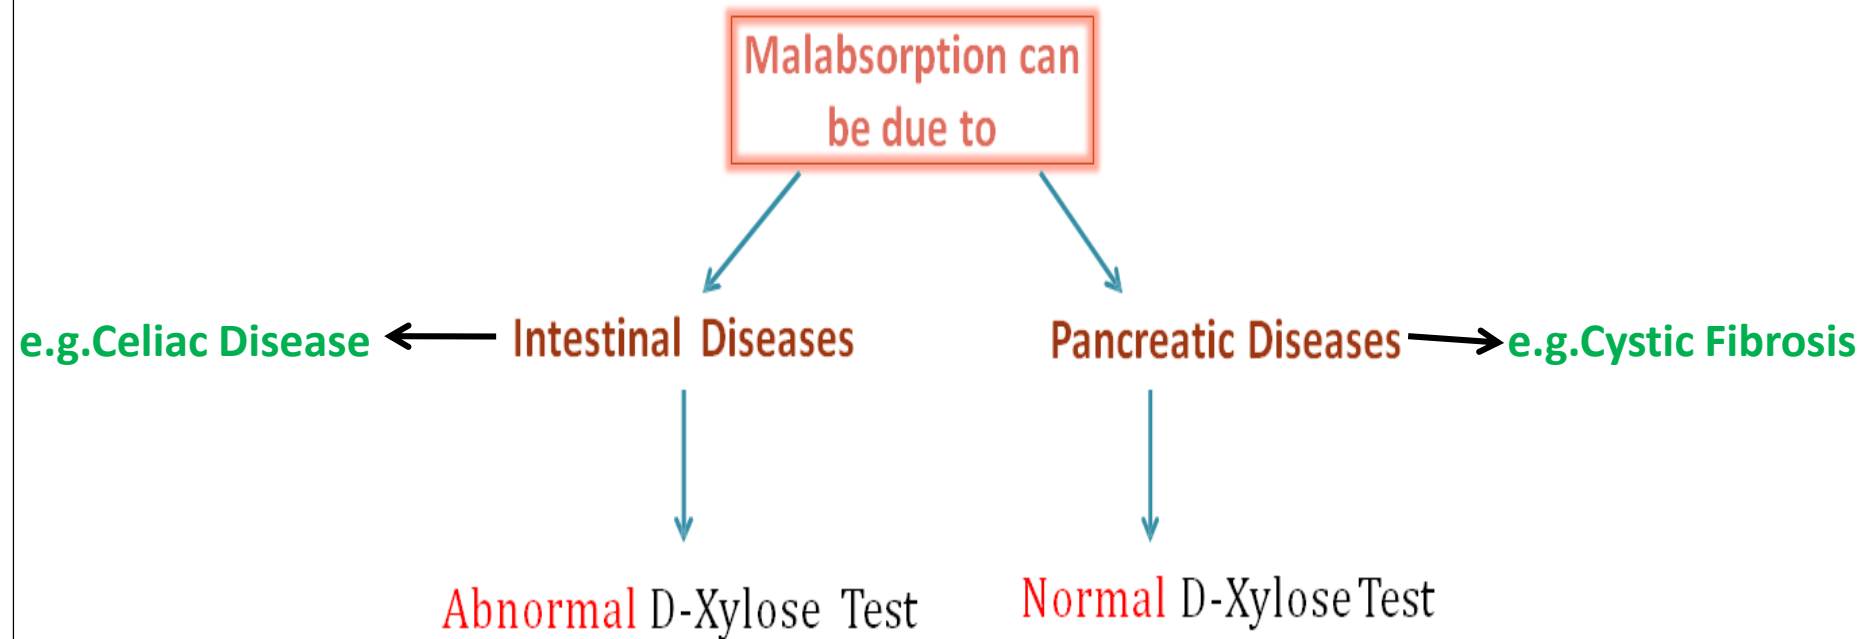 Malabsorption can
be due to
e.g.Celiac Disease
Intestinal Diseases
Pancreatic Diseases
e.g.Cystic Fibrosis
Abnormal D-Xylose Test
Normal D-Xylose Test